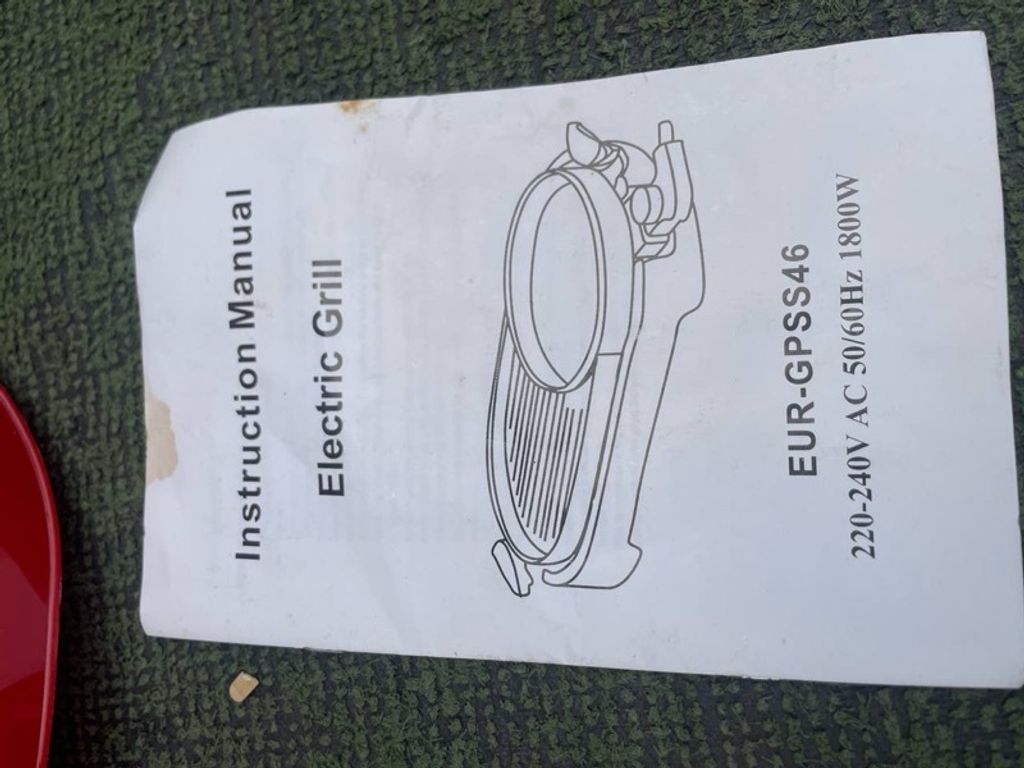 Instruction Manual
Electric Grill
EUR-GPSS46
220-240V AC 50/60Hz 1800W